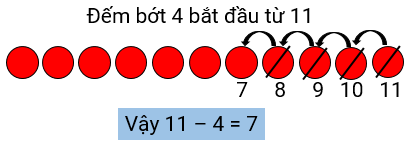 Đếm bớt 4 bắt đầu từ 11
7 8 9 10 11
Vậy 11 – 4 = 7